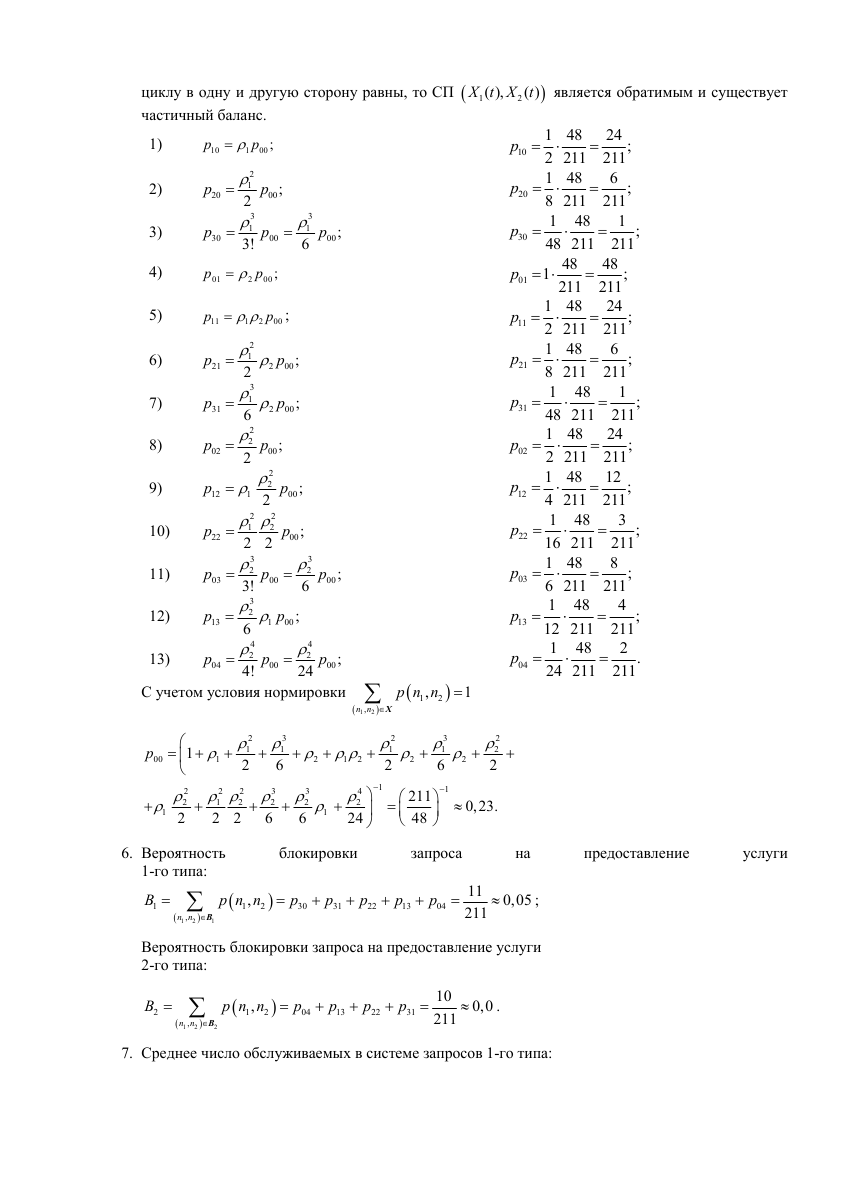 циклу в одну и другую сторону равны, то СП (X₁(t), X₂(t)) является обратимым и существует
частичный баланс.
1) p₁₀ = ρ₁p₀₀; p₁₀ = 1/2 · 48/211 = 24/211;
2) p₂₀ = ρ₁²/2 p₀₀; p₂₀ = 1/8 · 48/211 = 6/211;
3) p₃₀ = ρ₁³/3! p₀₀ = ρ₁³/6 p₀₀; p₃₀ = 1/48 · 48/211 = 1/211;
4) p₀₁ = ρ₂p₀₀; p₀₁ = 1 · 48/211 = 48/211;
5) p₁₁ = ρ₁ρ₂p₀₀; p₁₁ = 1/2 · 48/211 = 24/211;
6) p₂₁ = ρ₁²/2 ρ₂p₀₀; p₂₁ = 1/8 · 48/211 = 6/211;
7) p₃₁ = ρ₁³/6 ρ₂p₀₀; p₃₁ = 1/48 · 48/211 = 1/211;
8) p₀₂ = ρ₂²/2 p₀₀; p₀₂ = 1/2 · 48/211 = 24/211;
9) p₁₂ = ρ₁ ρ₂²/2 p₀₀; p₁₂ = 1/4 · 48/211 = 12/211;
10) p₂₂ = ρ₁²/2 ρ₂²/2 p₀₀; p₂₂ = 1/16 · 48/211 = 3/211;
11) p₀₃ = ρ₂³/3! p₀₀ = ρ₂³/6 p₀₀; p₀₃ = 1/6 · 48/211 = 8/211;
12) p₁₃ = ρ₂³/6 ρ₁ p₀₀; p₁₃ = 1/12 · 48/211 = 4/211;
13) p₀₄ = ρ₂⁴/4! p₀₀ = ρ₂⁴/24 p₀₀; p₀₄ = 1/24 · 48/211 = 2/211.
С учетом условия нормировки ∑_(n₁,n₂)∈X p(n₁,n₂) = 1
p₀₀ = (1 + ρ₁ + ρ₁²/2 + ρ₁³/6 + ρ₂ + ρ₁ρ₂ + ρ₁²/2 ρ₂ + ρ₁³/6 ρ₂ + ρ₂²/2 +
+ρ₁ ρ₂²/2 + ρ₁²/2 ρ₂²/2 + ρ₂³/6 + ρ₂³/6 ρ₁ + ρ₂⁴/24)⁻¹ = (211/48)⁻¹ ≈ 0,23.
6. Вероятность блокировки запроса на предоставление услуги
1-го типа:
B₁ = ∑_(n₁,n₂)∈B₁ p(n₁,n₂) = p₃₀ + p₃₁ + p₂₂ + p₁₃ + p₀₄ = 11/211 ≈ 0,05 ;
Вероятность блокировки запроса на предоставление услуги
2-го типа:
B₂ = ∑_(n₁,n₂)∈B₂ p(n₁,n₂) = p₀₄ + p₁₃ + p₂₂ + p₃₁ = 10/211 ≈ 0,0 .
7. Среднее число обслуживаемых в системе запросов 1-го типа: